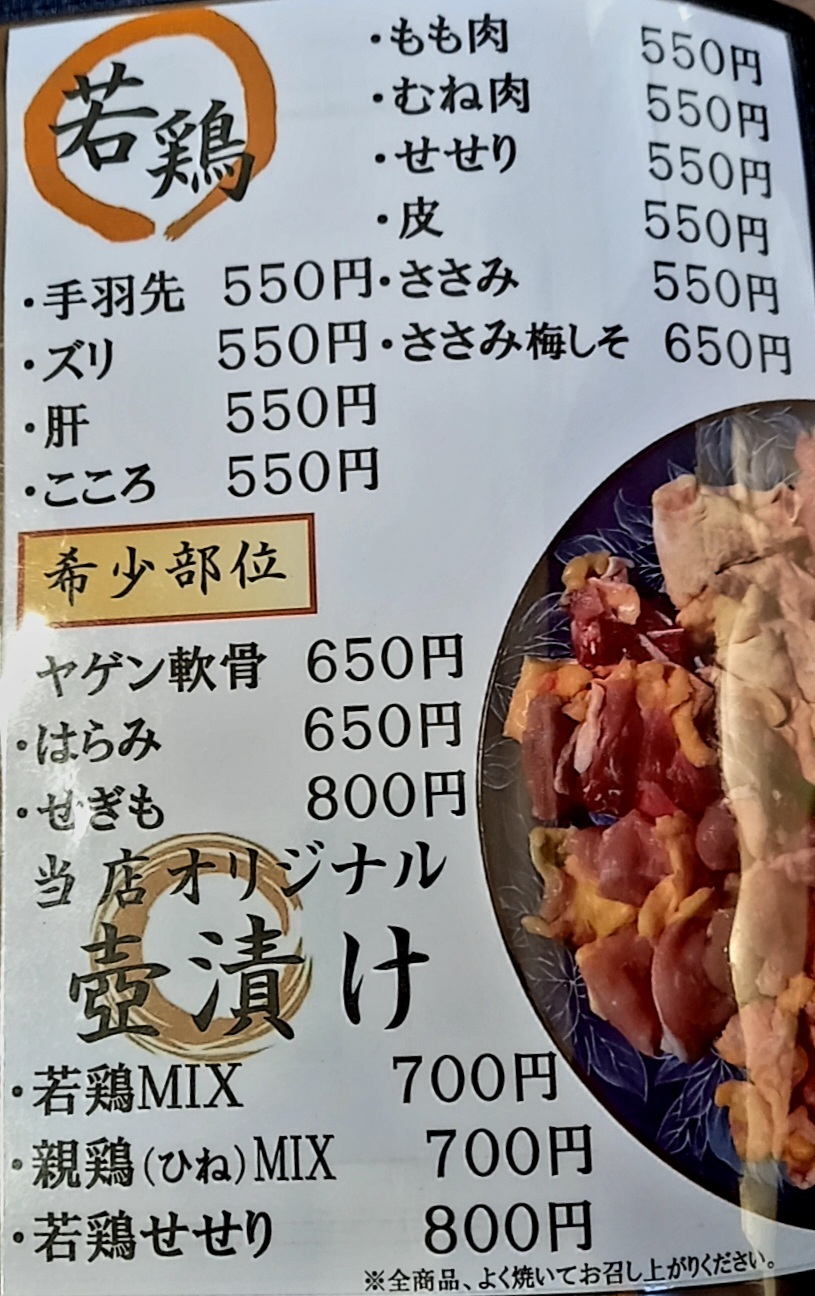 若鶏
・もも肉 550円
・むね肉 550円
・せせり 550円
・皮 550円
・手羽先 550円・ささみ 550円
・ズリ 550円・ささみ梅しそ 650円
・肝 550円
・こころ 550円
希少部位
ヤゲン軟骨 650円
・はらみ 650円
・せぎも 800円
当店オリジナル
壺漬け
・若鶏MIX 700円
・親鶏(ひね)MIX 700円
・若鶏せせり 800円
※全商品、よく焼いてお召し上がりください。